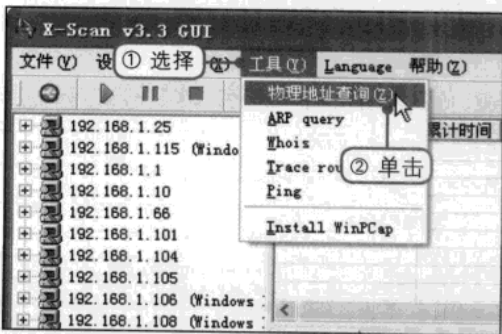 X-Scan v3.3 GUI
文件(V) 设 ① 选择 (X) 工具(Y) Language 帮助(Z)
物理地址查询(Z)
ARP query
累计时间
Whois
Trace rou ② 单击
Ping
Install WinPCap
192.168.1.25
192.168.1.115 (Windo
192.168.1.1
192.168.1.10
192.168.1.66
192.168.1.101
192.168.1.104
192.168.1.105
192.168.1.106 (Windows
192.168.1.108 (Windows